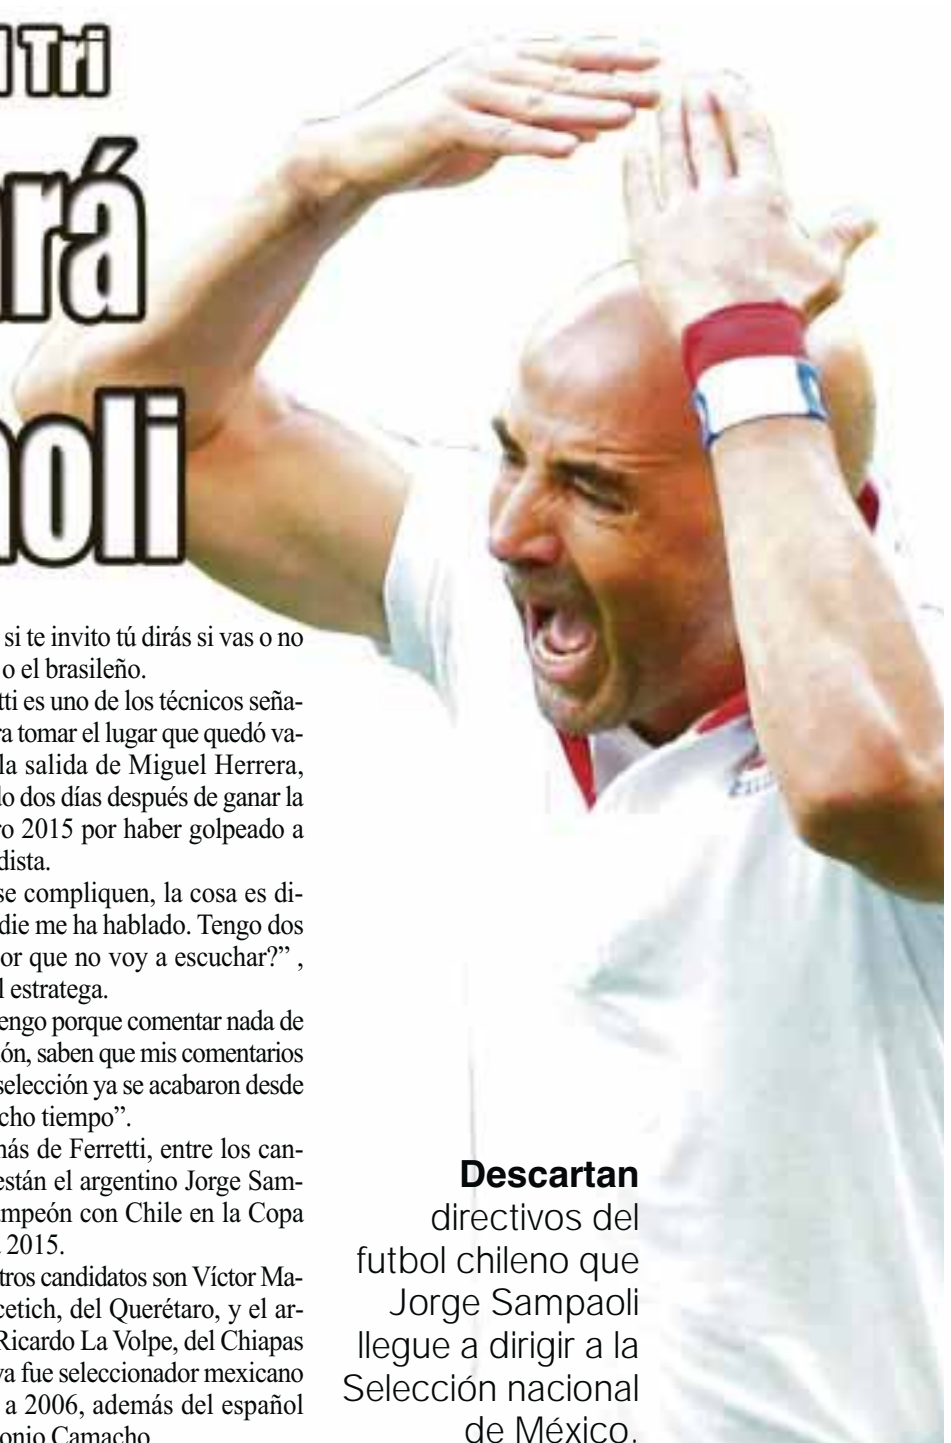 l Tri
rá
oli
si te invito tú dirás si vas o no
o el brasileño.
tti es uno de los técnicos seña-
ra tomar el lugar que quedó va-
la salida de Miguel Herrera,
do dos días después de ganar la
ro 2015 por haber golpeado a
dista.
se compliquen, la cosa es di-
die me ha hablado. Tengo dos
or que no voy a escuchar?” ,
l estratega.
engo porque comentar nada de
ión, saben que mis comentarios
selección ya se acabaron desde
cho tiempo”.
más de Ferretti, entre los can-
están el argentino Jorge Sam-
ampeón con Chile en la Copa
a 2015.
tros candidatos son Víctor Ma-
cetich, del Querétaro, y el ar-
Ricardo La Volpe, del Chiapas
ya fue seleccionador mexicano
a 2006, además del español
onio Camacho.
Descartan
directivos del
futbol chileno que
Jorge Sampaoli
llegue a dirigir a la
Selección nacional
de México.